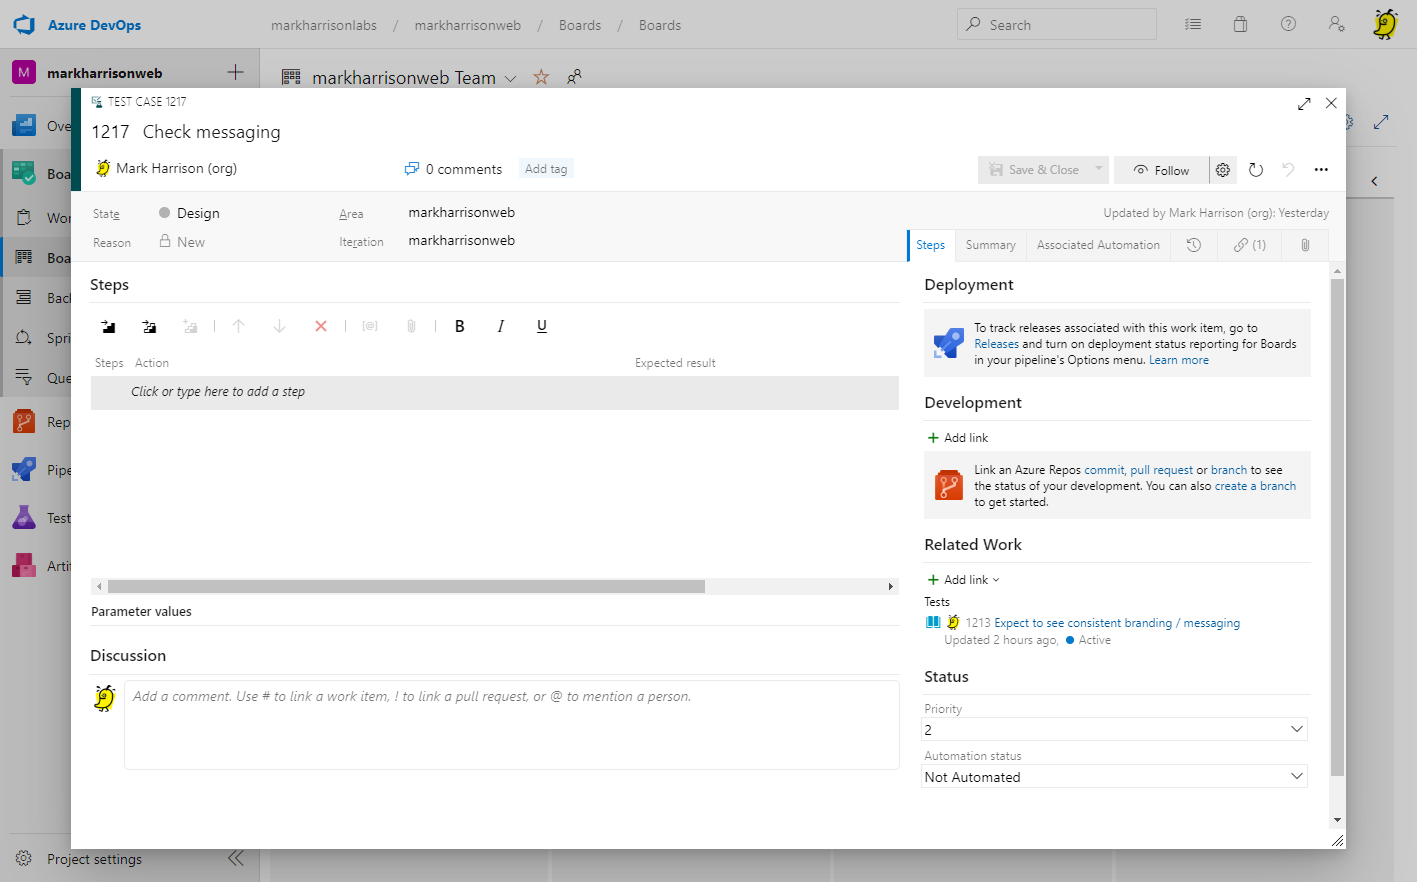 Azure DevOps
markharrisonlabs / markharrisonweb / Boards / Boards
Search
M
markharrisonweb
markharrisonweb Team
Ove
Boa
Wor
Boa
Bac
Spri
Que
Rep
Pipe
Test
Arti
Project settings
TEST CASE 1217
1217 Check messaging
Mark Harrison (org)
0 comments
Add tag
Save & Close
Follow
State
Design
Area
markharrisonweb
Updated by Mark Harrison (org): Yesterday
Reason
New
Iteration
markharrisonweb
Steps
Summary
Associated Automation
(1)
Steps
B I U
Steps Action Expected result
Click or type here to add a step
Parameter values
Discussion
Add a comment. Use # to link a work item, ! to link a pull request, or @ to mention a person.
Deployment
To track releases associated with this work item, go to
Releases and turn on deployment status reporting for Boards
in your pipeline's Options menu. Learn more
Development
Add link
Link an Azure Repos commit, pull request or branch to see
the status of your development. You can also create a branch
to get started.
Related Work
Add link
Tests
1213 Expect to see consistent branding / messaging
Updated 2 hours ago, Active
Status
Priority
2
Automation status
Not Automated